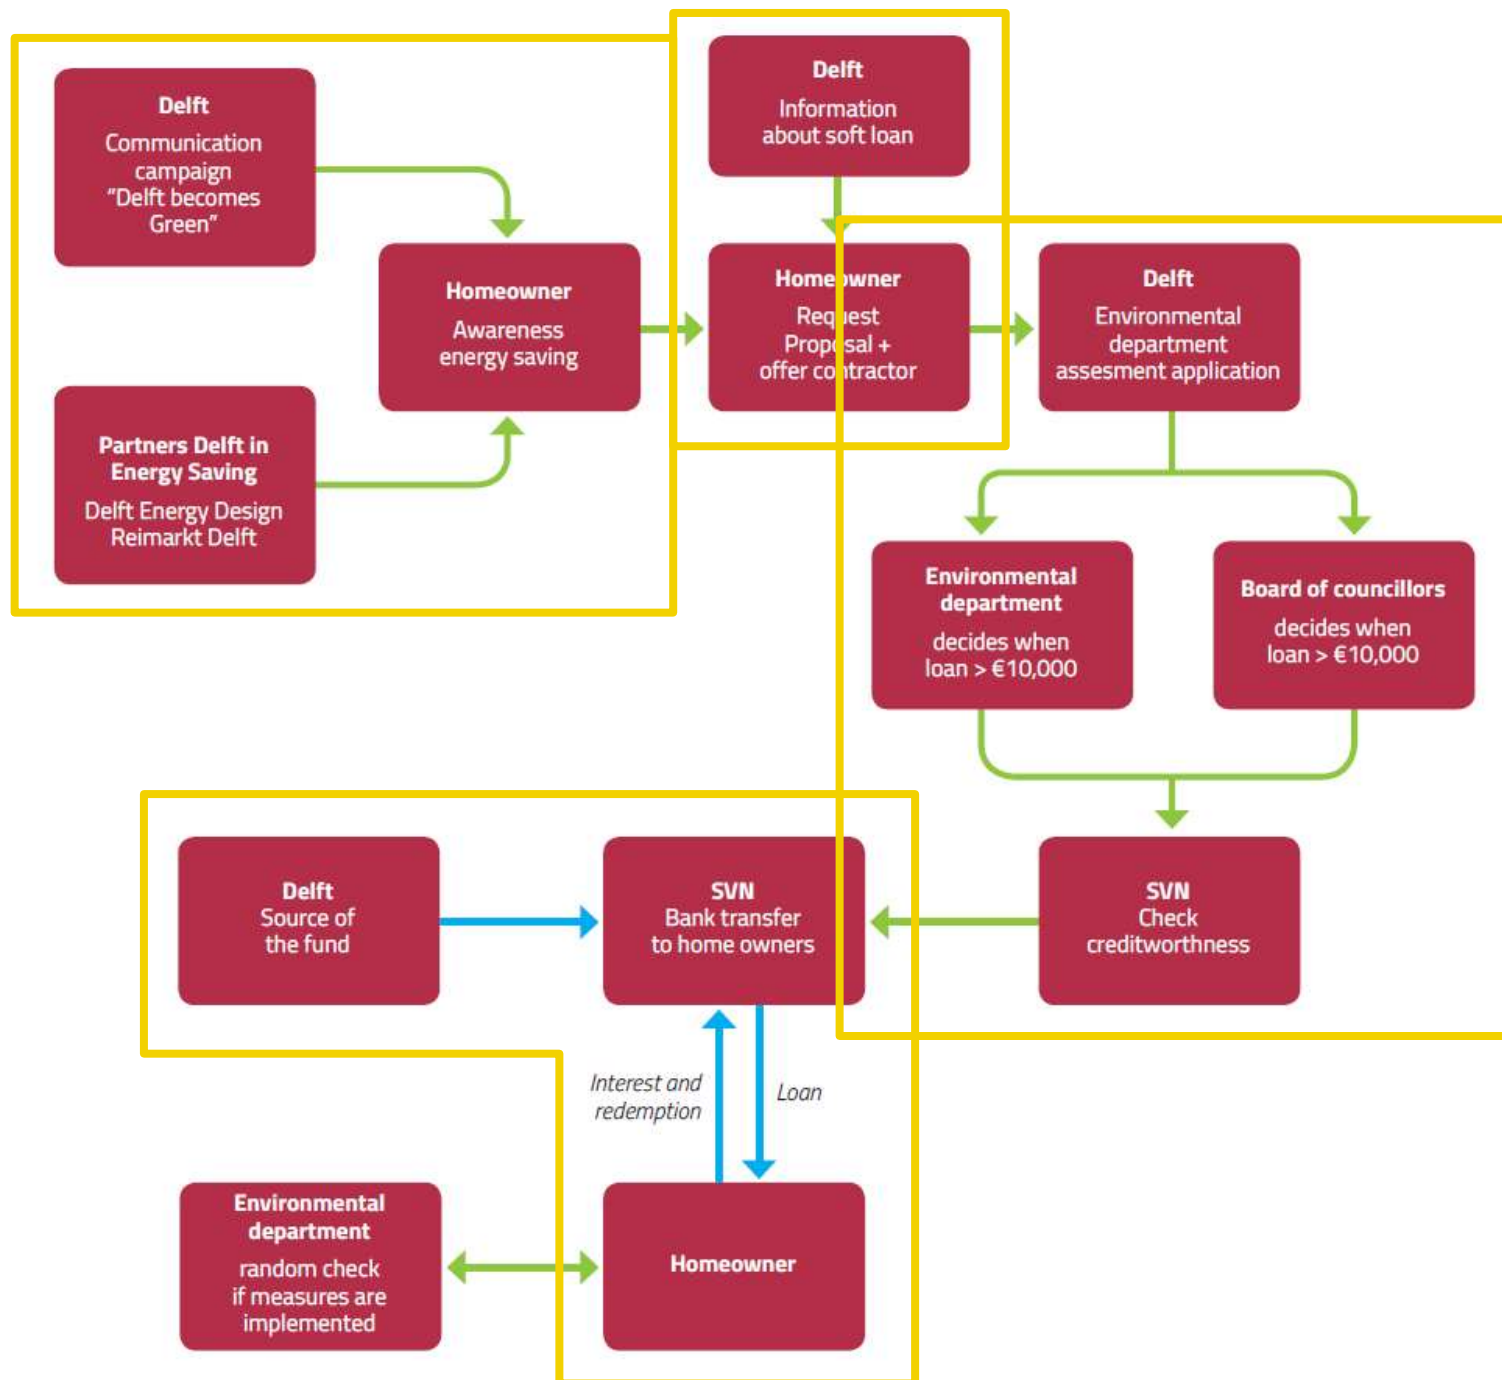 Delft
Communication
campaign
"Delft becomes
Green"
Delft
Information
about soft loan
Homeowner
Awareness
energy saving
Homeowner
Request
Proposal +
offer contractor
Delft
Environmental
department
assesment application
Partners Delft in
Energy Saving
Delft Energy Design
Reimarkt Delft
Environmental
department
decides when
loan > €10,000
Board of councillors
decides when
loan > €10,000
Delft
Source of
the fund
SVN
Bank transfer
to home owners
SVN
Check
creditworthness
Interest and
redemption
Loan
Environmental
department
random check
if measures are
implemented
Homeowner